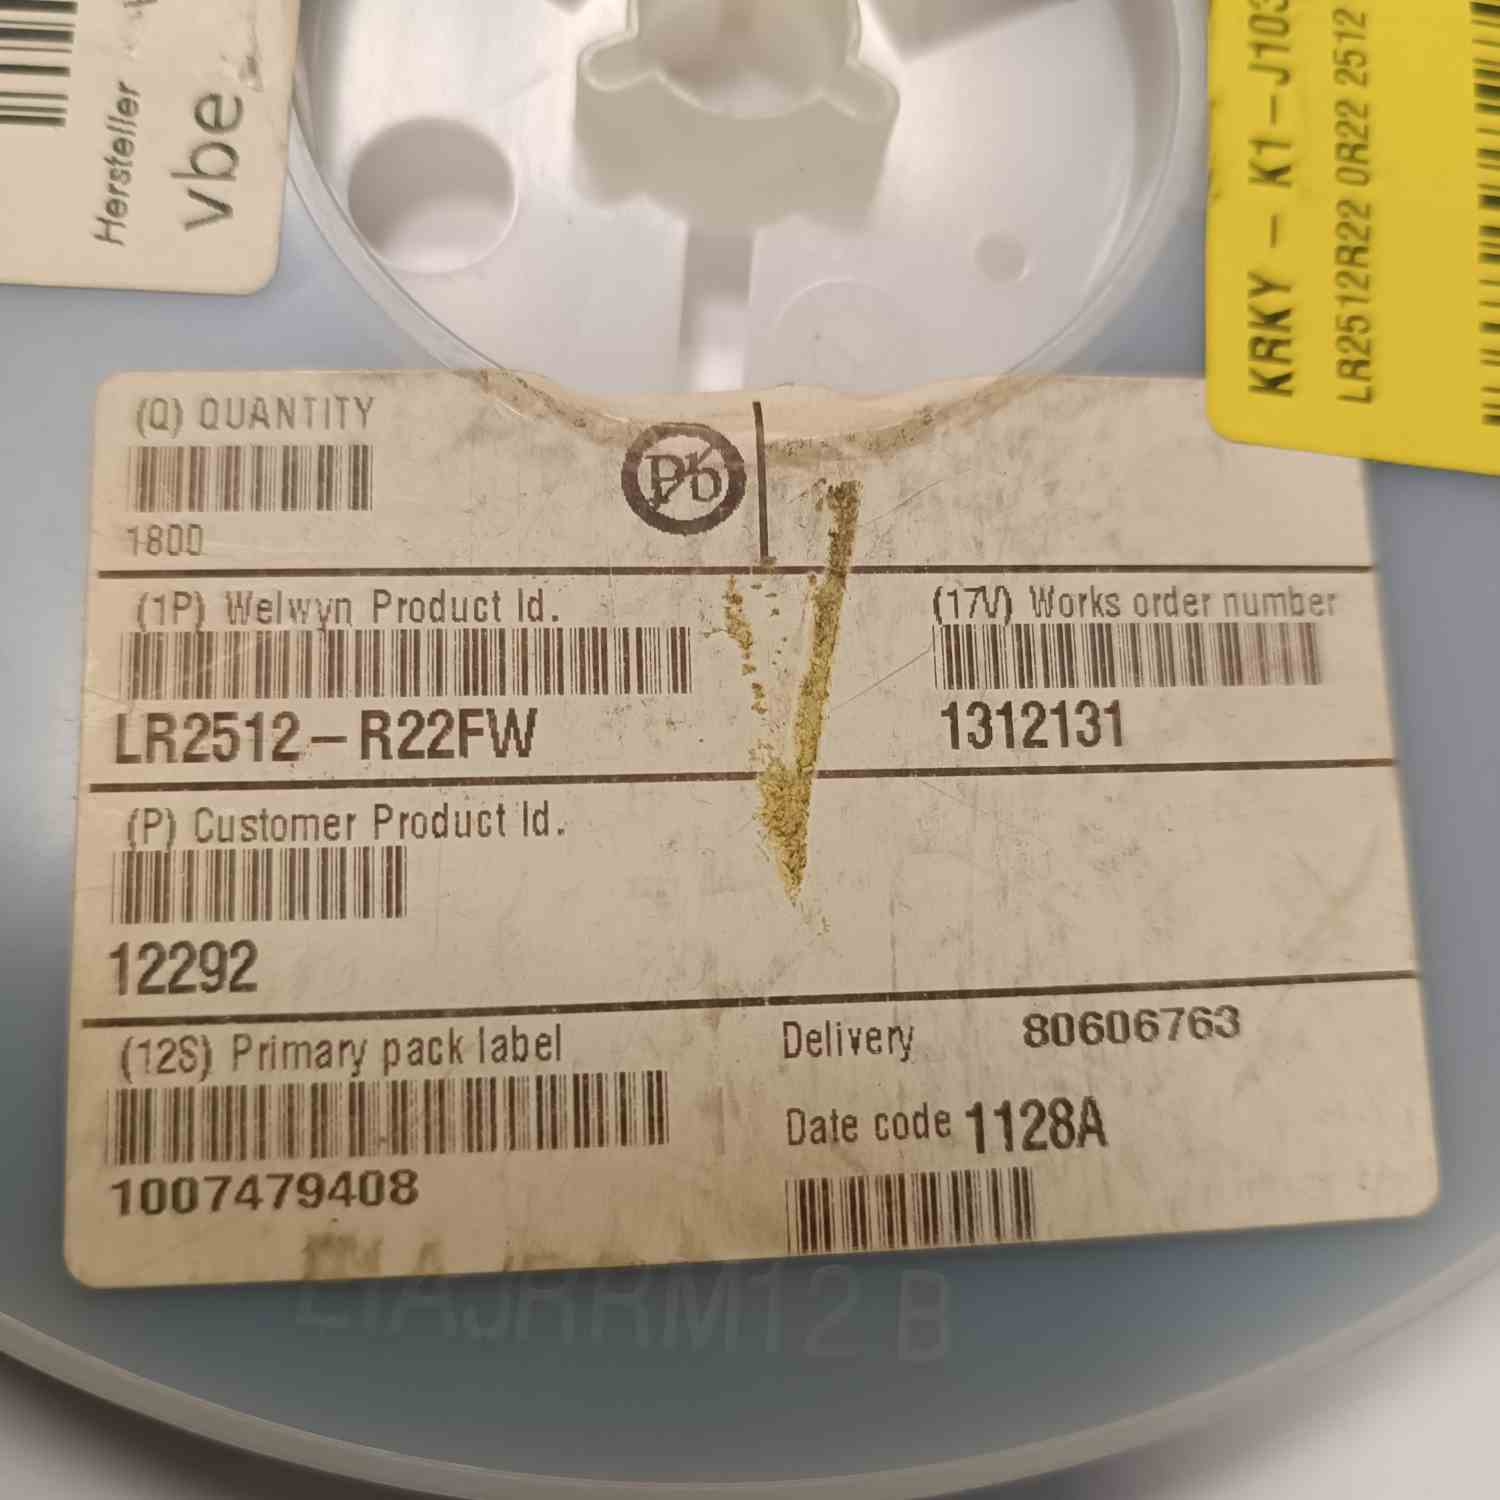 Hersteller
vbe
KRKY - K1-J103
LR2512R22 0R22 2512
(Q) QUANTITY
1800
Pb
(1P) Welwyn Product Id.
LR2512-R22FW
(17V) Works order number
1312131
(P) Customer Product Id.
12292
(12S) Primary pack label
1007479408
Delivery 80606763
Date code 1128A